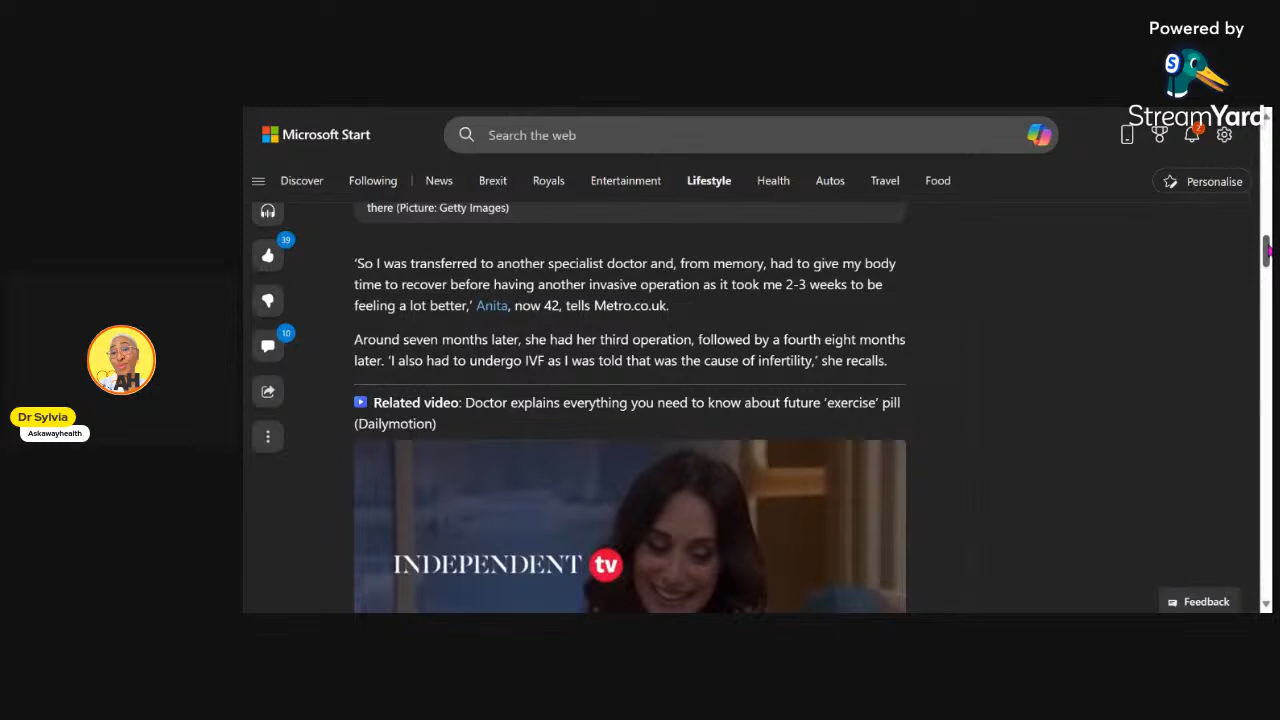 Powered by
StreamYard
Microsoft Start
Search the web
2
Discover
Following
News
Brexit
Royals
Entertainment
Lifestyle
Health
Autos
Travel
Food
Personalise
there (Picture: Getty Images)
39
‘So I was transferred to another specialist doctor and, from memory, had to give my body
time to recover before having another invasive operation as it took me 2-3 weeks to be
feeling a lot better,’ Anita, now 42, tells Metro.co.uk.
10
Around seven months later, she had her third operation, followed by a fourth eight months
later. ‘I also had to undergo IVF as I was told that was the cause of infertility,’ she recalls.
Related video: Doctor explains everything you need to know about future ‘exercise’ pill
(Dailymotion)
AH
Dr Sylvia
Askawayhealth
INDEPENDENT tv
Feedback